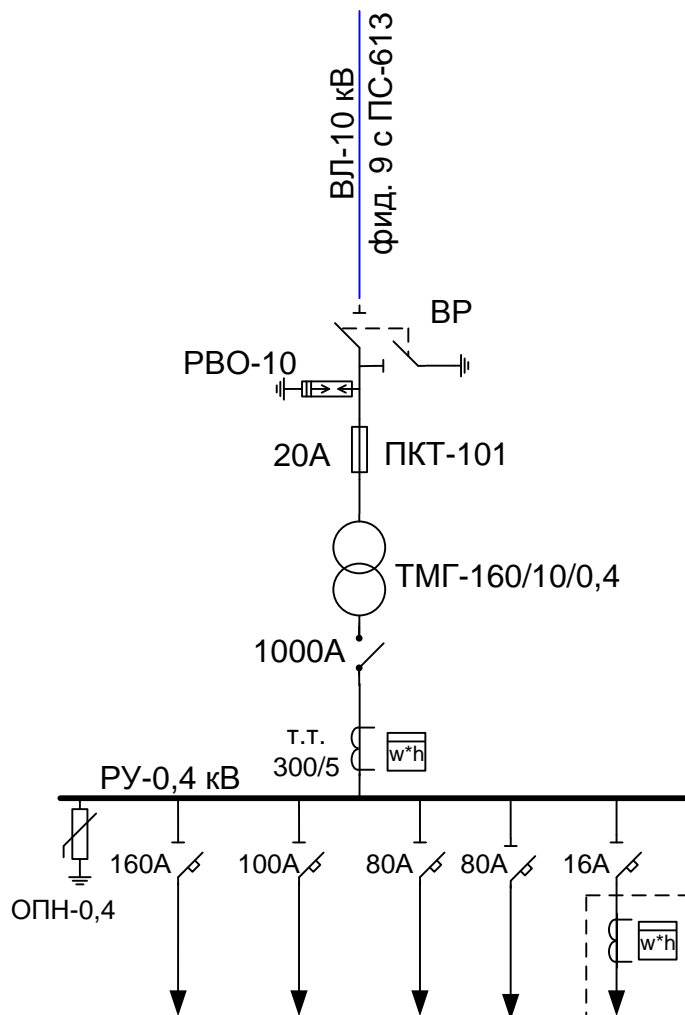 ВЛ-10 кВ
фид. 9 с ПС-613
ВР
РВО-10
20А
ПКТ-101
ТМГ-160/10/0,4
1000А
т.т.
300/5
w*h
РУ-0,4 кВ
160А
100А
80А
80А
16А
ОПН-0,4
w*h